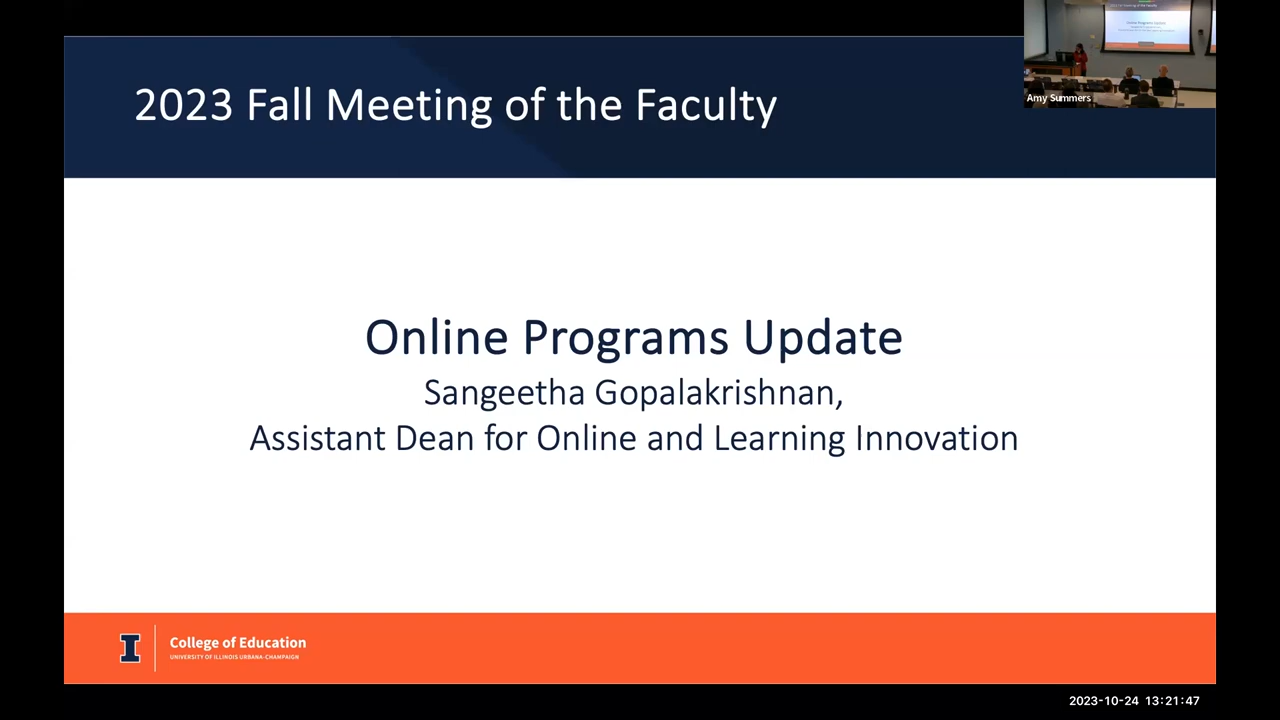 2023 Fall Meeting of the Faculty
Amy Summers
Online Programs Update
Sangeetha Gopalakrishnan,
Assistant Dean for Online and Learning Innovation
I
College of Education
UNIVERSITY OF ILLINOIS URBANA-CHAMPAIGN
2023-10-24 13:21:47